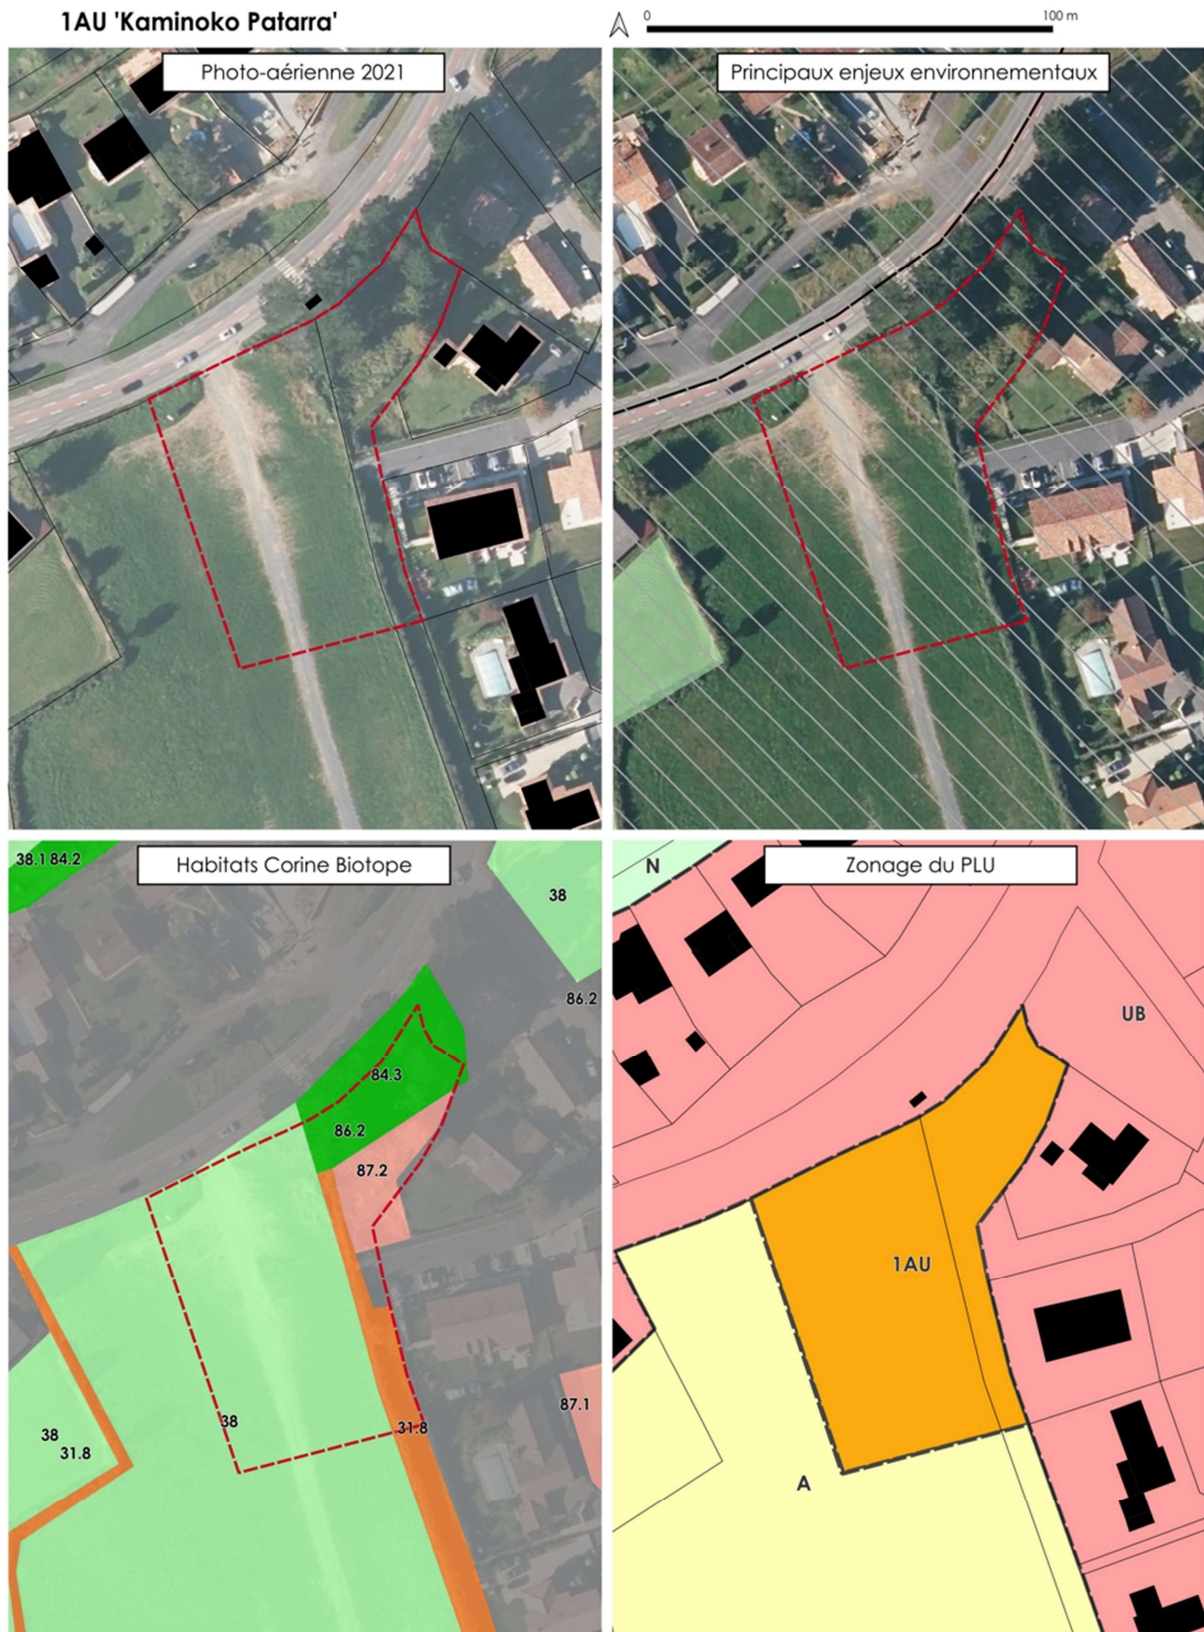 1AU 'Kaminoko Patarra'
0 100 m
Photo-aérienne 2021
Principaux enjeux environnementaux
Habitats Corine Biotope
38.1 84.2
38
86.2
84.3
86.2
87.2
87.1
38
31.8
38
31.8
Zonage du PLU
N
UB
1AU
A